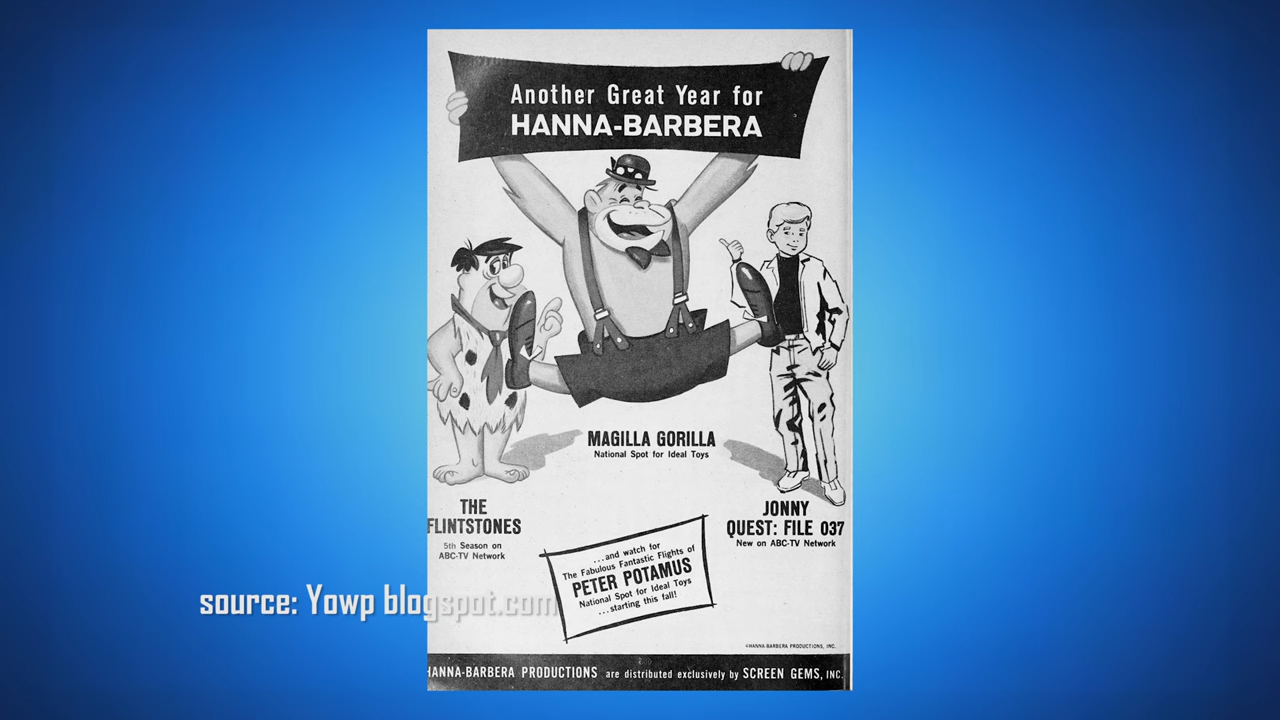 Another Great Year for
HANNA-BARBERA
MAGILLA GORILLA
National Spot for Ideal Toys
THE
FLINTSTONES
5th Season on
ABC-TV Network
JONNY
QUEST: FILE 037
New on ABC-TV Network
...and watch for
The Fabulous Fantastic Flights of
PETER POTAMUS
National Spot for Ideal Toys
...starting this fall!
source: Yowp blogspot.com
©HANNA-BARBERA PRODUCTIONS, INC.
HANNA-BARBERA PRODUCTIONS are distributed exclusively by SCREEN GEMS, INC.